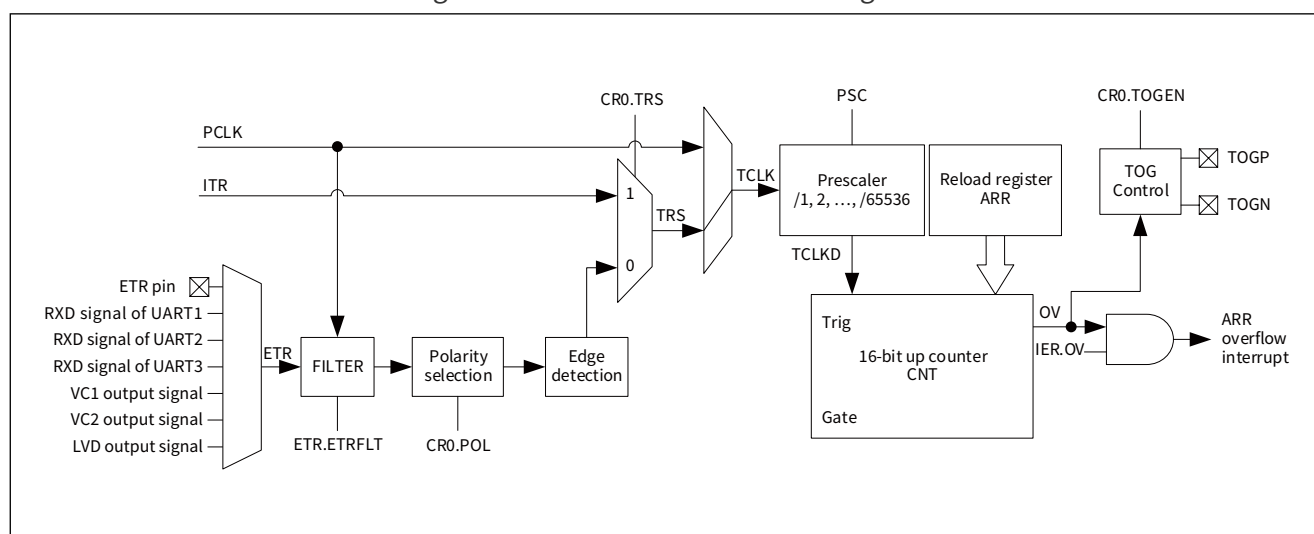 CR0.TRS
PSC
CR0.TOGEN
PCLK
ITR
1
TRS
0
TCLK
Prescaler
/1, 2, ..., /65536
Reload register
ARR
TOG
Control
TOGP
TOGN
TCLKD
ETR pin
RXD signal of UART1
RXD signal of UART2
RXD signal of UART3
VC1 output signal
VC2 output signal
LVD output signal
ETR
FILTER
Polarity
selection
Edge
detection
ETR.ETRFLT
CR0.POL
Trig
16-bit up counter
CNT
Gate
OV
IER.OV
ARR
overflow
interrupt